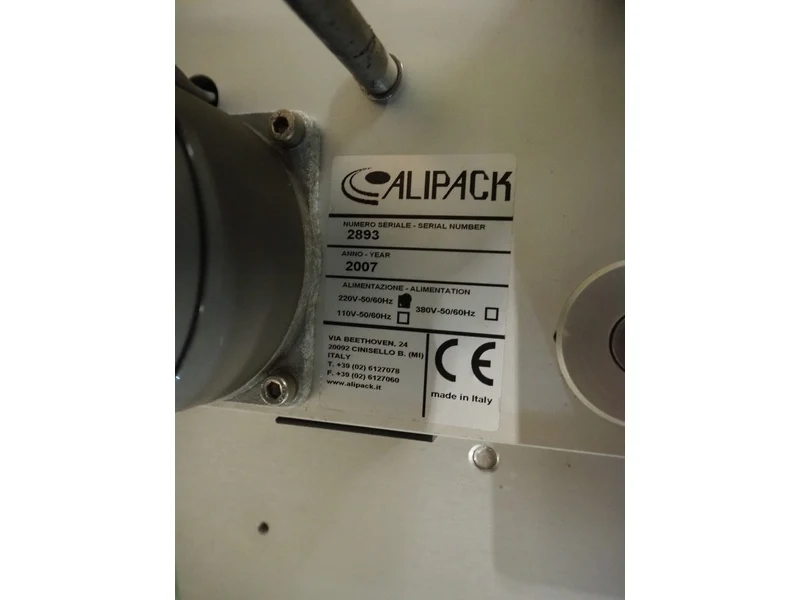 ALIPACK
NUMERO SERIALE - SERIAL NUMBER
2893
ANNO - YEAR
2007
ALIMENTAZIONE - ALIMENTATION
220V-50/60Hz 380V-50/60Hz
110V-50/60Hz
VIA BEETHOVEN, 24
20092 CINISELLO B. (MI)
ITALY
T. +39 (02) 6127078
F. +39 (02) 6127060
www.alipack.it
CE
made in Italy